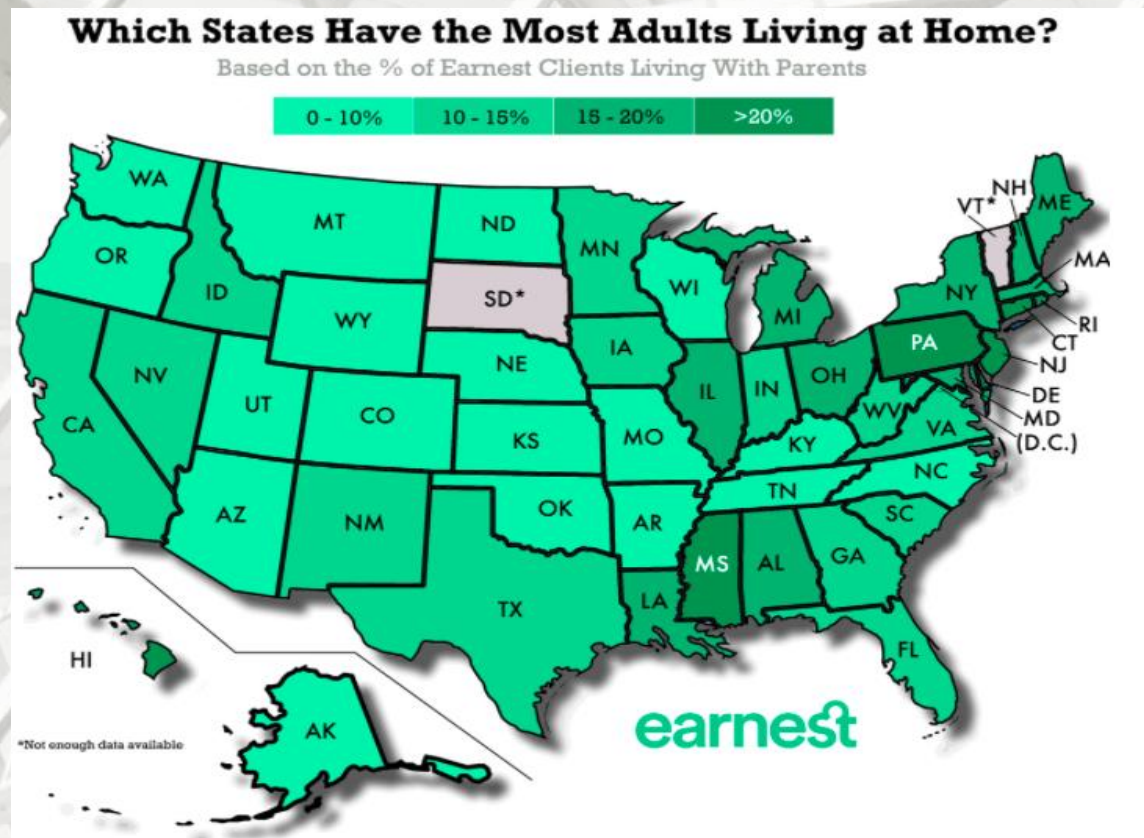 Which States Have the Most Adults Living at Home?
Based on the % of Earnest Clients Living With Parents
0 - 10% 10 - 15% 15 - 20% >20%
WA
MT
ND
MN
VT*
NH
ME
OR
ID
SD*
WI
MI
NY
MA
RI
CT
WY
IA
PA
NJ
NV
NE
IL
IN
OH
DE
MD
(D.C.)
UT
CO
CA
KS
MO
WV
VA
KY
NC
TN
AZ
NM
OK
AR
SC
MS
AL
GA
TX
LA
FL
HI
AK
earnest
*Not enough data available